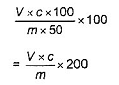 V × c × 100
m × 50
× 100
= V × c
m
× 200